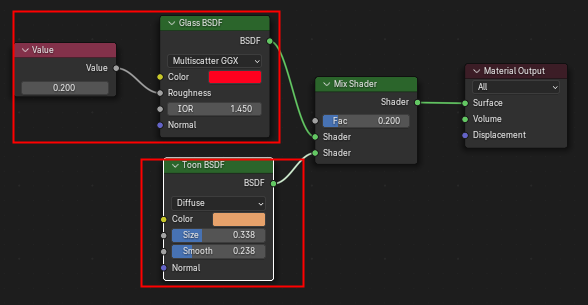 Value
Value
0.200
Glass BSDF
BSDF
Multiscatter GGX
Color
Roughness
IOR 1.450
Normal
Toon BSDF
BSDF
Diffuse
Color
Size 0.338
Smooth 0.238
Normal
Mix Shader
Shader
Fac 0.200
Shader
Shader
Material Output
All
Surface
Volume
Displacement